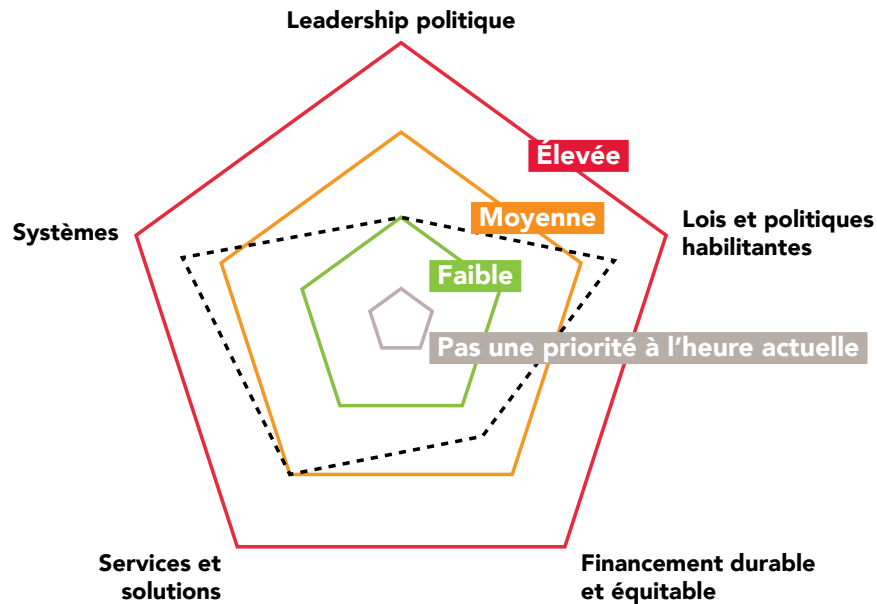 Leadership politique
Élevée
Moyenne
Lois et politiques
habilitantes
Systèmes
Faible
Pas une priorité à l’heure actuelle
Services et
solutions
Financement durable
et équitable